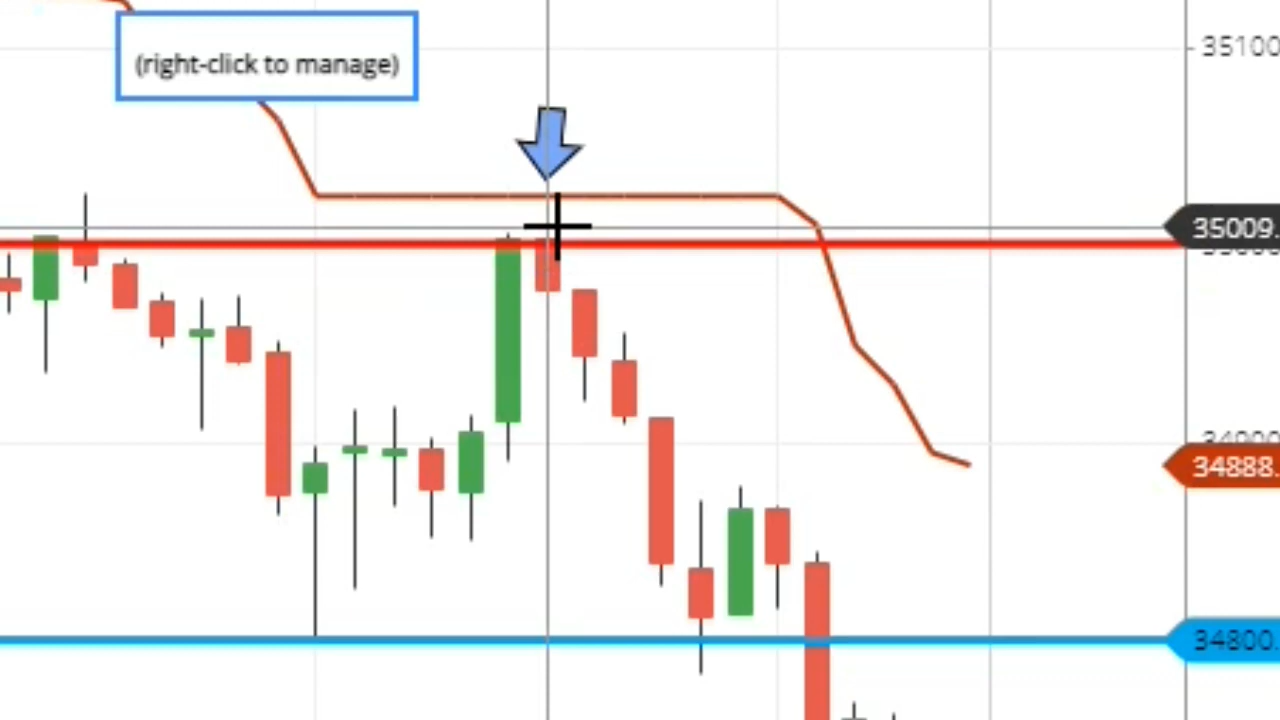 (right-click to manage)
35100
35009.
34888.
34800.